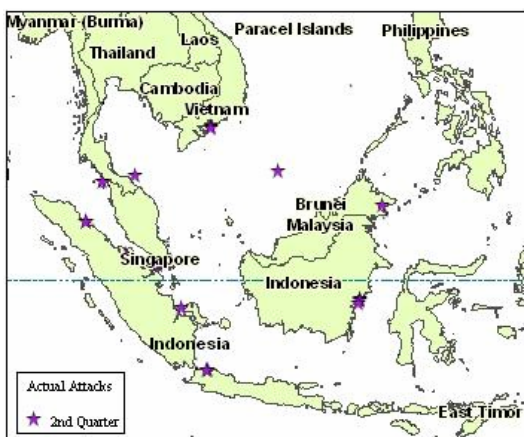 Myanmar (Burma)
Paracel Islands
Philippines
Laos
Thailand
Cambodia
Vietnam
Brunei
Malaysia
Singapore
Indonesia
Indonesia
East Timor
Actual Attacks
2nd Quarter